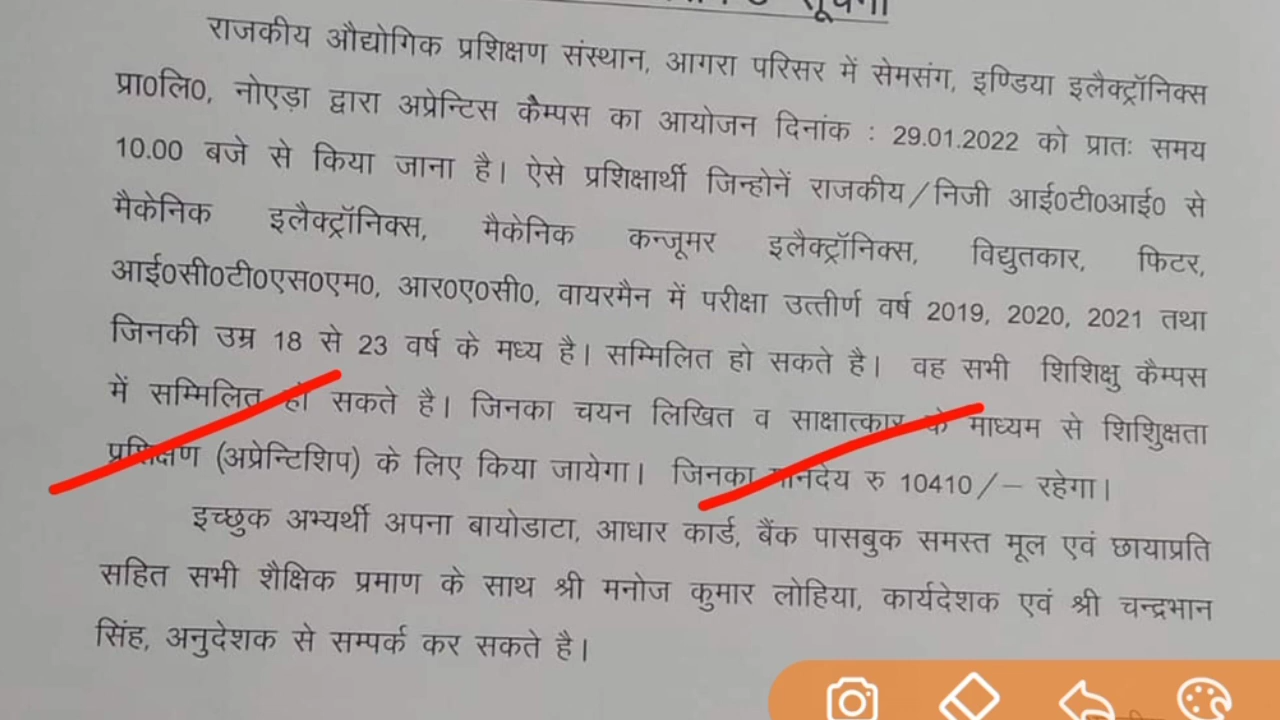 सूचना
राजकीय औद्योगिक प्रशिक्षण संस्थान, आगरा परिसर में सेमसंग, इण्डिया इलैक्ट्रॉनिक्स
प्रा0लि0, नोएड़ा द्वारा अप्रेन्टिस कैम्पस का आयोजन दिनांक : 29.01.2022 को प्रातः समय
10.00 बजे से किया जाना है। ऐसे प्रशिक्षार्थी जिन्होनें राजकीय/निजी आई0टी0आई0 से
मैकेनिक इलैक्ट्रॉनिक्स, मैकेनिक कन्जूमर इलैक्ट्रॉनिक्स, विद्युतकार, फिटर,
आई0सी0टी0एस0एम0, आर0ए0सी0, वायरमैन में परीक्षा उत्तीर्ण वर्ष 2019, 2020, 2021 तथा
जिनकी उम्र 18 से 23 वर्ष के मध्य है। सम्मिलित हो सकते है। वह सभी शिशिक्षु कैम्पस
में सम्मिलित हो सकते है। जिनका चयन लिखित व साक्षात्कार के माध्यम से शिशिुक्षता
प्रशिक्षण (अप्रेन्टिशिप) के लिए किया जायेगा। जिनका मानदेय रु 10410/– रहेगा।
इच्छुक अभ्यर्थी अपना बायोडाटा, आधार कार्ड, बैंक पासबुक समस्त मूल एवं छायाप्रति
सहित सभी शैक्षिक प्रमाण के साथ श्री मनोज कुमार लोहिया, कार्यदेशक एवं श्री चन्द्रभान
सिंह, अनुदेशक से सम्पर्क कर सकते है।